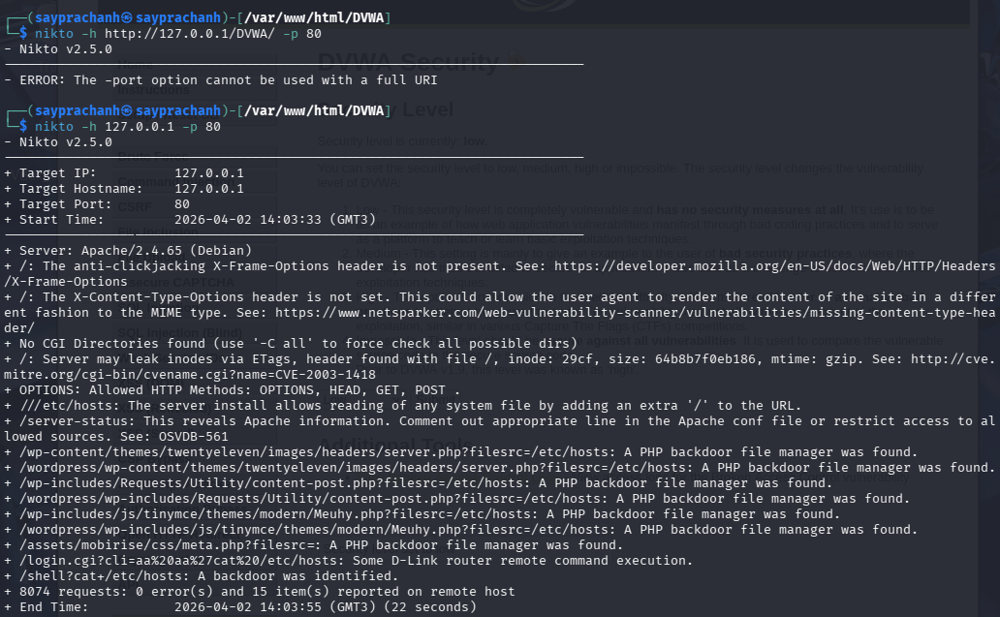 ┌──(sayprachanh㉿sayprachanh)-[/var/www/html/DVWA]
└─$ nikto -h http://127.0.0.1/DVWA/ -p 80
- Nikto v2.5.0
---------------------------------------------------------------------------
- ERROR: The -port option cannot be used with a full URI
┌──(sayprachanh㉿sayprachanh)-[/var/www/html/DVWA]
└─$ nikto -h 127.0.0.1 -p 80
- Nikto v2.5.0
---------------------------------------------------------------------------
+ Target IP:          127.0.0.1
+ Target Hostname:    127.0.0.1
+ Target Port:        80
+ Start Time:         2026-04-02 14:03:33 (GMT3)
---------------------------------------------------------------------------
+ Server: Apache/2.4.65 (Debian)
+ /: The anti-clickjacking X-Frame-Options header is not present. See: https://developer.mozilla.org/en-US/docs/Web/HTTP/Headers
/X-Frame-Options
+ /: The X-Content-Type-Options header is not set. This could allow the user agent to render the content of the site in a differ
ent fashion to the MIME type. See: https://www.netsparker.com/web-vulnerability-scanner/vulnerabilities/missing-content-type-hea
der/
+ No CGI Directories found (use '-C all' to force check all possible dirs)
+ /: Server may leak inodes via ETags, header found with file /, inode: 29cf, size: 64b8b7f0eb186, mtime: gzip. See: http://cve.
mitre.org/cgi-bin/cvename.cgi?name=CVE-2003-1418
+ OPTIONS: Allowed HTTP Methods: OPTIONS, HEAD, GET, POST .
+ ///etc/hosts: The server install allows reading of any system file by adding an extra '/' to the URL.
+ /server-status: This reveals Apache information. Comment out appropriate line in the Apache conf file or restrict access to al
lowed sources. See: OSVDB-561
+ /wp-content/themes/twentyeleven/images/headers/server.php?filesrc=/etc/hosts: A PHP backdoor file manager was found.
+ /wordpress/wp-content/themes/twentyeleven/images/headers/server.php?filesrc=/etc/hosts: A PHP backdoor file manager was found.
+ /wp-includes/Requests/Utility/content-post.php?filesrc=/etc/hosts: A PHP backdoor file manager was found.
+ /wordpress/wp-includes/Requests/Utility/content-post.php?filesrc=/etc/hosts: A PHP backdoor file manager was found.
+ /wp-includes/js/tinymce/themes/modern/Meuhy.php?filesrc=/etc/hosts: A PHP backdoor file manager was found.
+ /wordpress/wp-includes/js/tinymce/themes/modern/Meuhy.php?filesrc=/etc/hosts: A PHP backdoor file manager was found.
+ /assets/mobirise/css/meta.php?filesrc=: A PHP backdoor file manager was found.
+ /login.cgi?cli=aa%20aa%27cat%20/etc/hosts: Some D-Link router remote command execution.
+ /shell?cat+/etc/hosts: A backdoor was identified.
+ 8074 requests: 0 error(s) and 15 item(s) reported on remote host
+ End Time:           2026-04-02 14:03:55 (GMT3) (22 seconds)